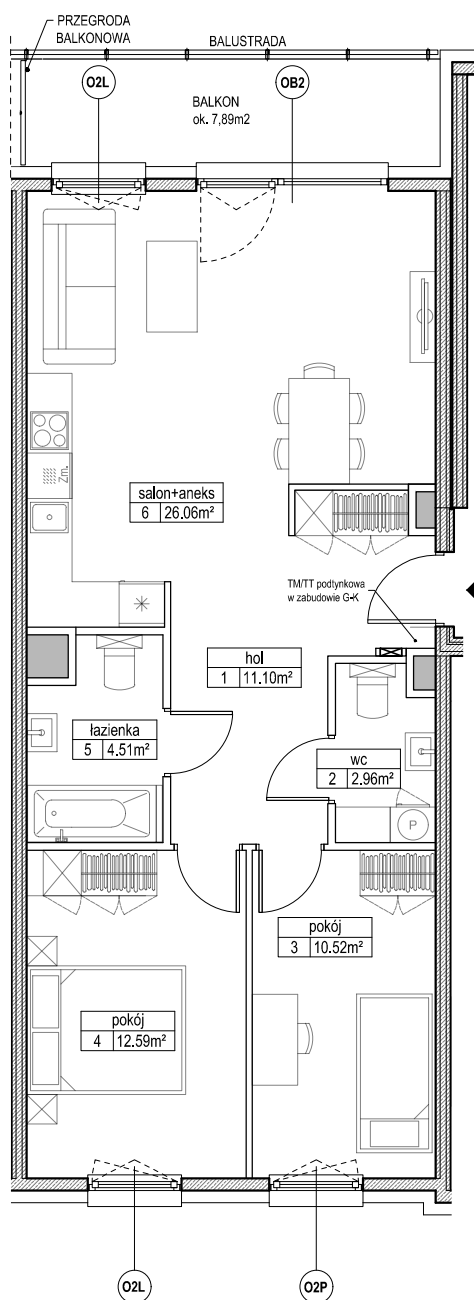 PRZEGRODA
BALKONOWA
BALUSTRADA
O2L
OB2
BALKON
ok. 7,89m2
Zm.
salon+aneks
6 26.06m²
TM/TT podtynkowa
w zabudowie G-K
hol
1 11.10m²
łazienka
5 4.51m²
wc
2 2.96m²
P
pokój
3 10.52m²
pokój
4 12.59m²
O2L
O2P